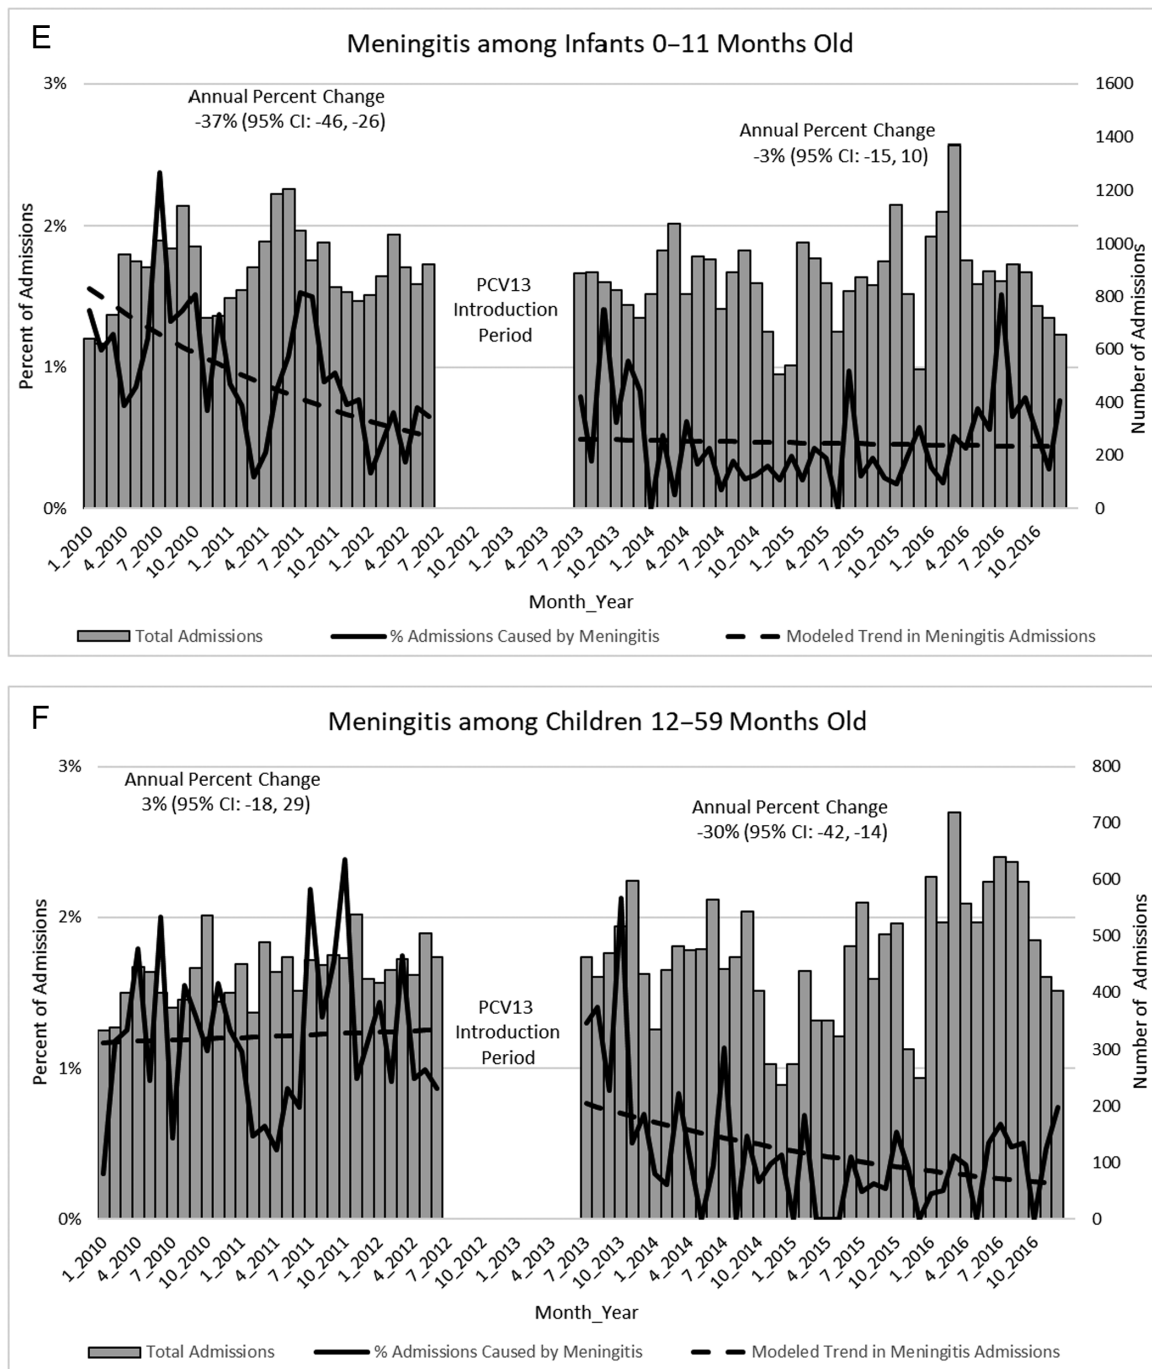 E
Meningitis among Infants 0–11 Months Old
Annual Percent Change
-37% (95% CI: -46, -26)
Annual Percent Change
-3% (95% CI: -15, 10)
PCV13
Introduction
Period
Percent of Admissions
3%
2%
1%
0%
Number of Admissions
1600
1400
1200
1000
800
600
400
200
0
1_2010
4_2010
7_2010
10_2010
1_2011
4_2011
7_2011
10_2011
1_2012
4_2012
7_2012
10_2012
1_2013
4_2013
7_2013
10_2013
1_2014
4_2014
7_2014
10_2014
1_2015
4_2015
7_2015
10_2015
1_2016
4_2016
7_2016
10_2016
Month_Year
Total Admissions
% Admissions Caused by Meningitis
Modeled Trend in Meningitis Admissions
F
Meningitis among Children 12–59 Months Old
Annual Percent Change
3% (95% CI: -18, 29)
Annual Percent Change
-30% (95% CI: -42, -14)
PCV13
Introduction
Period
Percent of Admissions
3%
2%
1%
0%
Number of Admissions
800
700
600
500
400
300
200
100
0
1_2010
4_2010
7_2010
10_2010
1_2011
4_2011
7_2011
10_2011
1_2012
4_2012
7_2012
10_2012
1_2013
4_2013
7_2013
10_2013
1_2014
4_2014
7_2014
10_2014
1_2015
4_2015
7_2015
10_2015
1_2016
4_2016
7_2016
10_2016
Month_Year
Total Admissions
% Admissions Caused by Meningitis
Modeled Trend in Meningitis Admissions